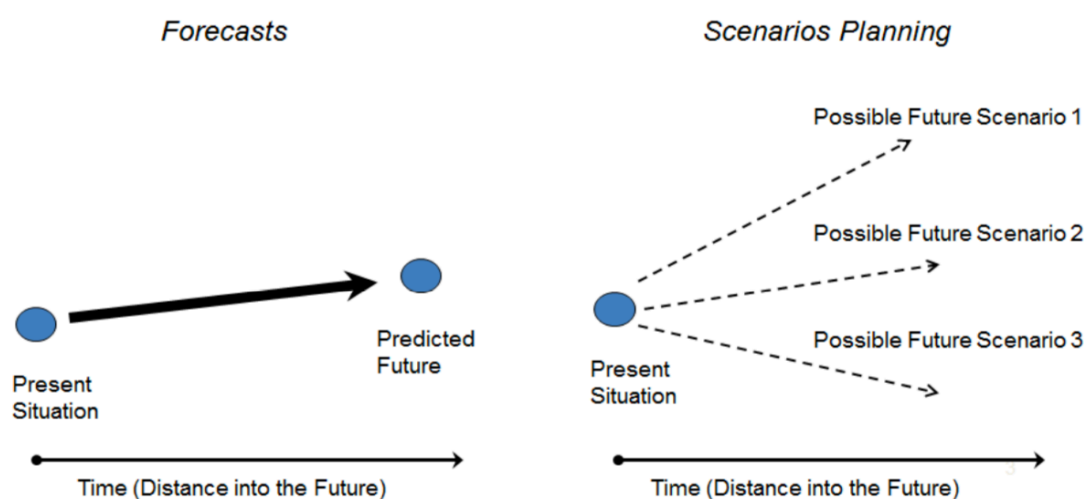 Forecasts
Present
Situation
Predicted
Future
Time (Distance into the Future)
Scenarios Planning
Possible Future Scenario 1
Possible Future Scenario 2
Possible Future Scenario 3
Present
Situation
Time (Distance into the Future)
3